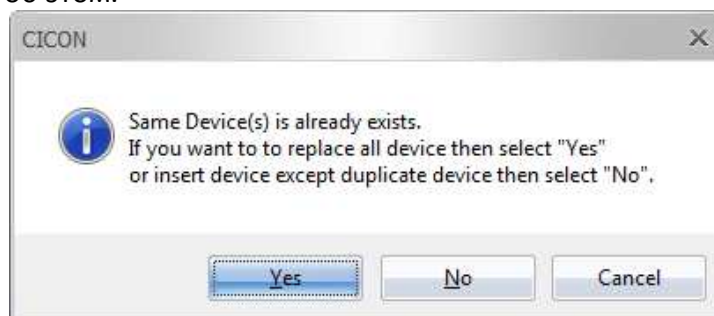 CICON
Same Device(s) is already exists.
If you want to to replace all device then select "Yes"
or insert device except duplicate device then select "No".
Yes
No
Cancel